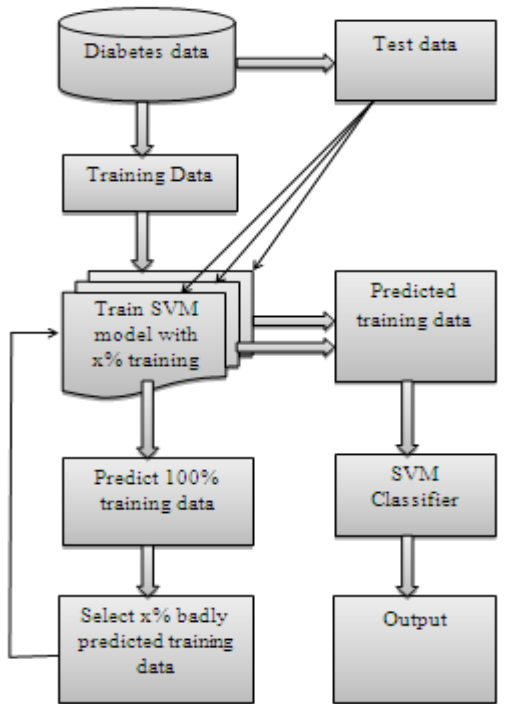 Diabetes data
Test data
Training Data
Train SVM
model with
x% training
Predicted
training data
Predict 100%
training data
SVM
Classifier
Select x% badly
predicted training
data
Output